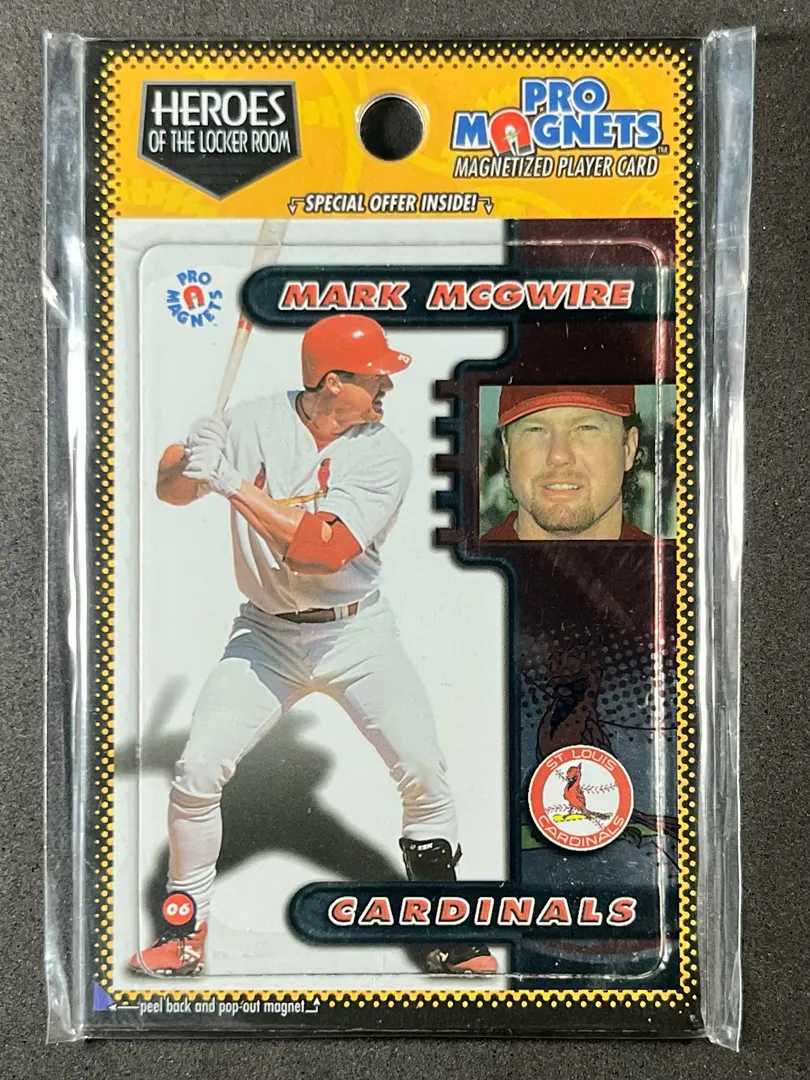 HEROES
OF THE LOCKER ROOM
PRO
MAGNETS™
MAGNETIZED PLAYER CARD
SPECIAL OFFER INSIDE!
PRO
MAGNETS
MARK MCGWIRE
ST. LOUIS
CARDINALS
06
CARDINALS
peel back and pop-out magnet